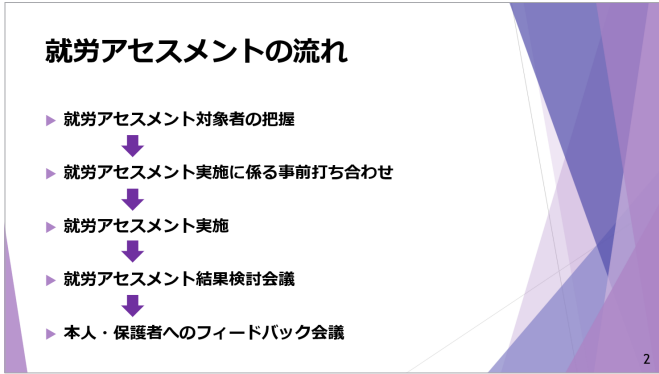 就労アセスメントの流れ
就労アセスメント対象者の把握
就労アセスメント実施に係る事前打ち合わせ
就労アセスメント実施
就労アセスメント結果検討会議
本人・保護者へのフィードバック会議
2